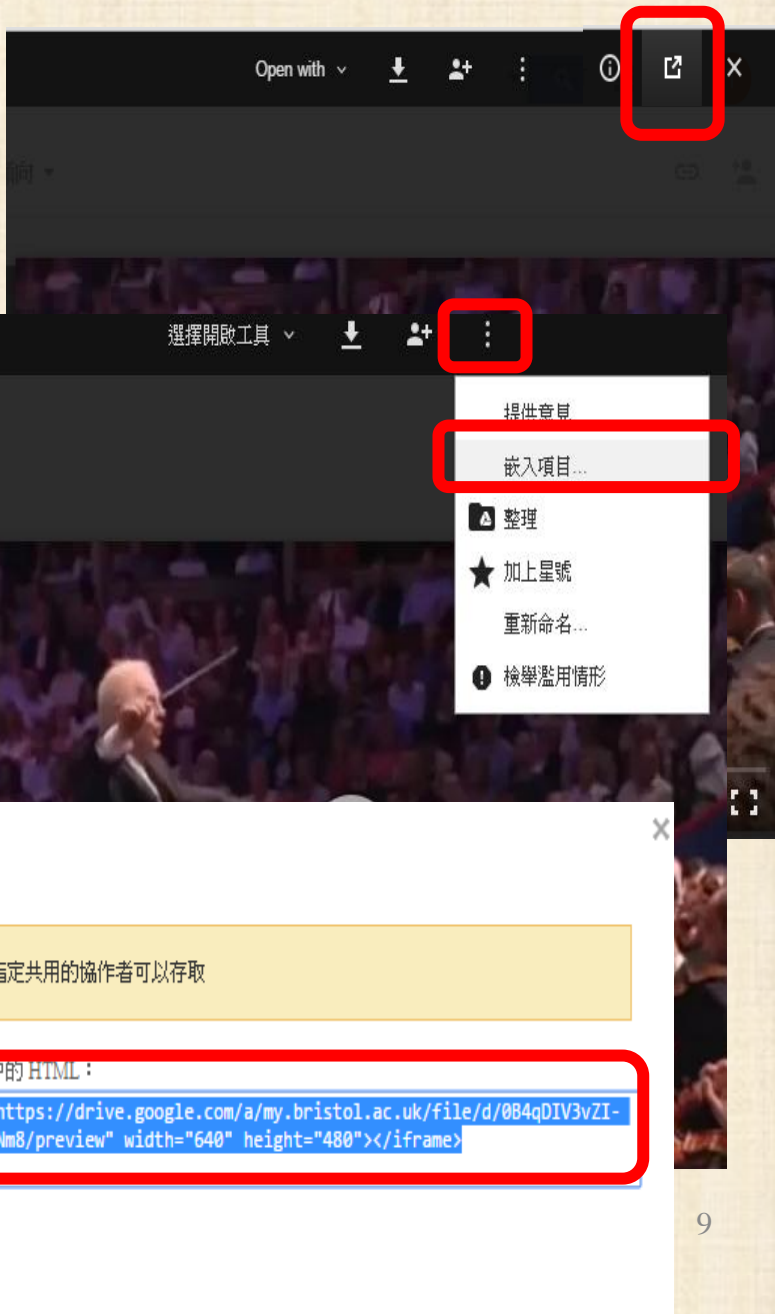 Open with
選擇開啟工具
提供意見
嵌入項目...
整理
加上星號
重新命名...
檢舉濫用情形
指定共用的協作者可以存取
中的 HTML：
https://drive.google.com/a/my.bristol.ac.uk/file/d/0B4qDIV3vZI-
Nm8/preview" width="640" height="480"></iframe>
9